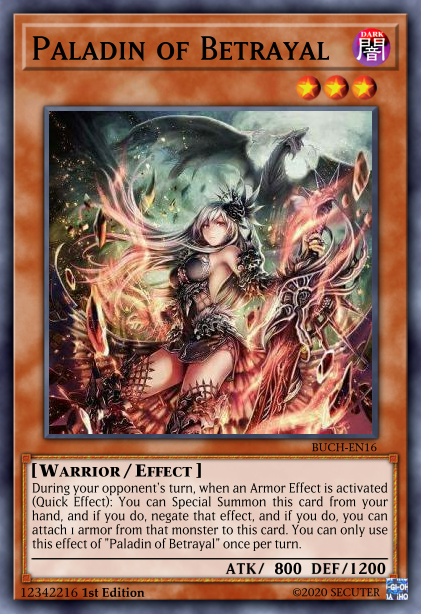 PALADIN OF BETRAYAL
DARK
闇
BUCH-EN16
[WARRIOR / EFFECT]
During your opponent's turn, when an Armor Effect is activated
(Quick Effect): You can Special Summon this card from your
hand, and if you do, negate that effect, and if you do, you can
attach 1 armor from that monster to this card. You can only use
this effect of "Paladin of Betrayal" once per turn.
ATK/ 800 DEF/1200
12342216 1st Edition
©2020 SECUTER